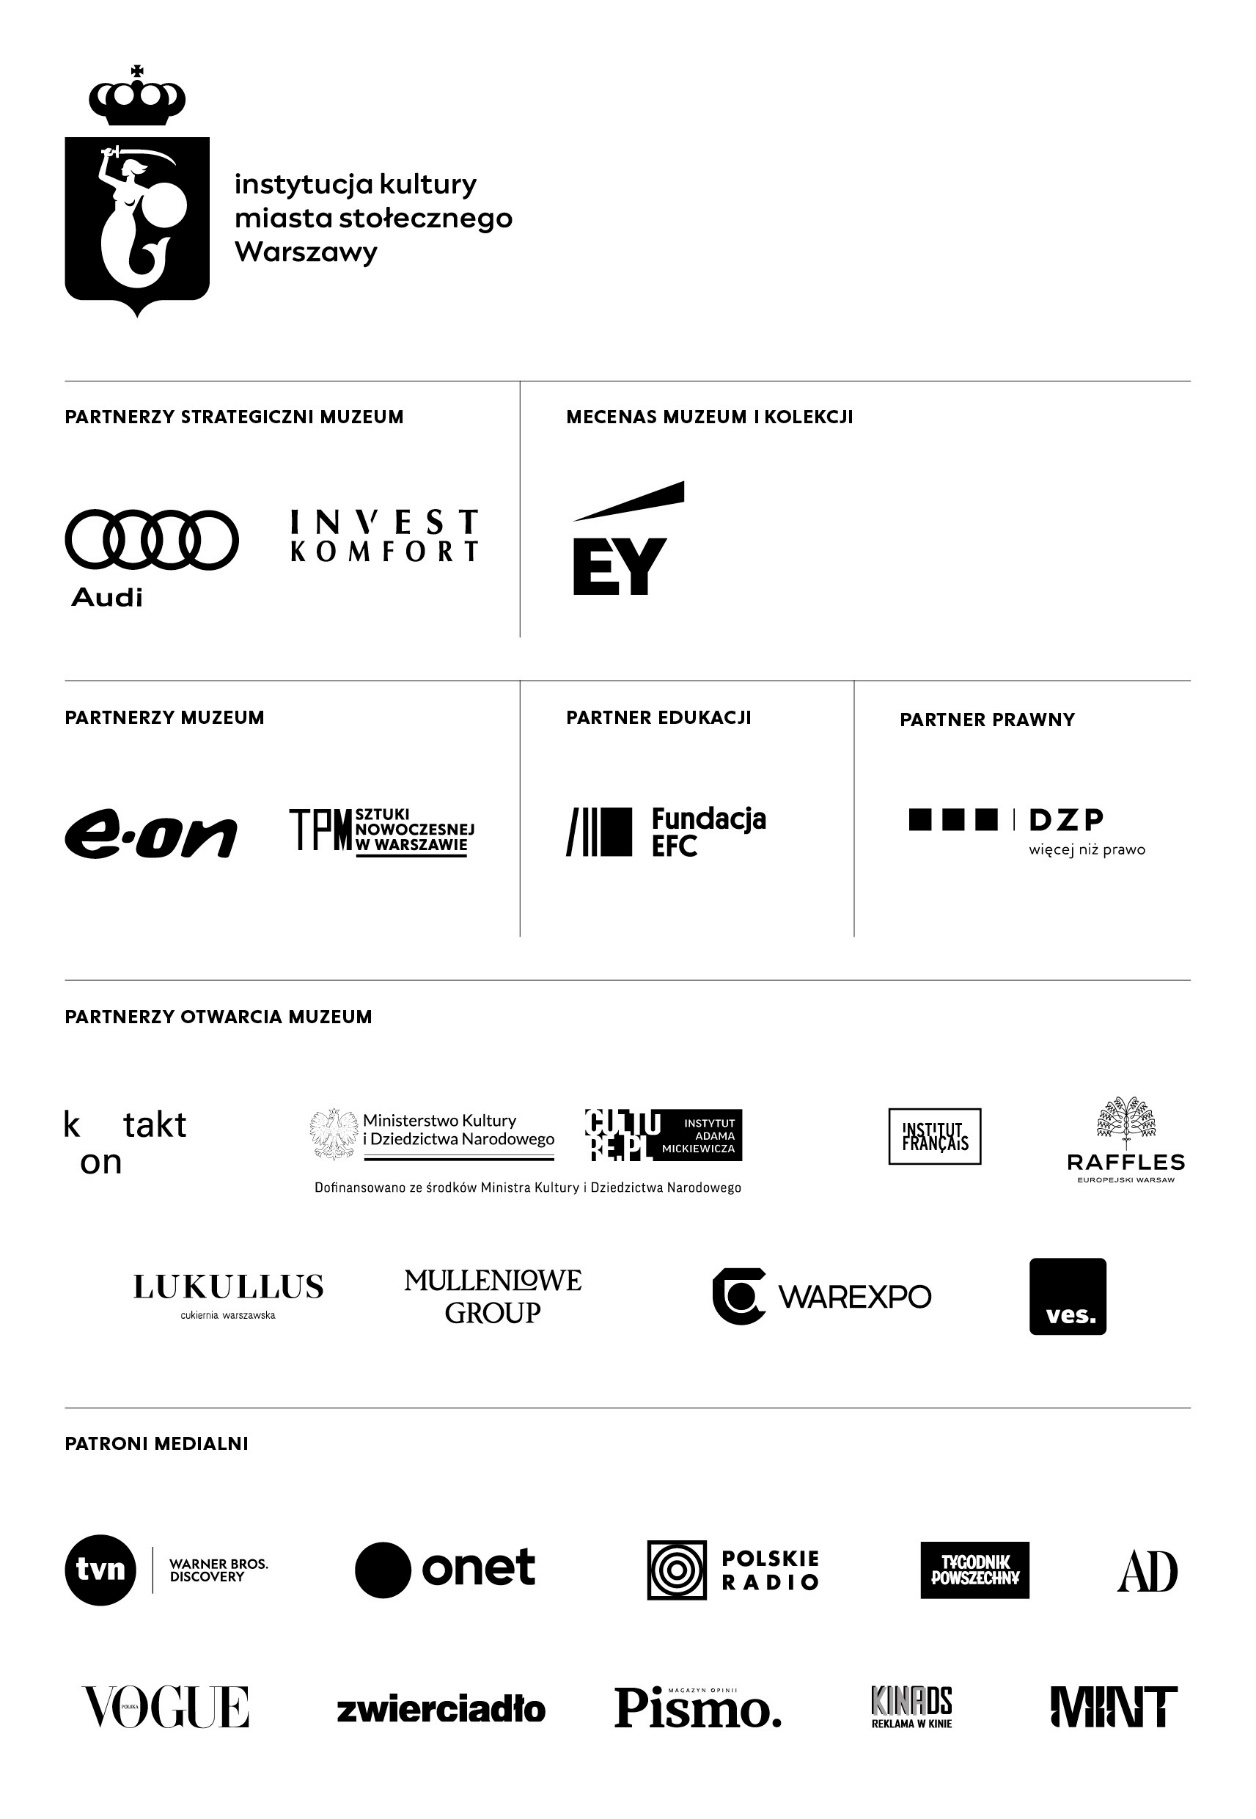 instytucja kultury
miasta stołecznego
Warszawy
PARTNERZY STRATEGICZNI MUZEUM
MECENAS MUZEUM I KOLEKCJI
Audi
INVEST
KOMFORT
EY
PARTNERZY MUZEUM
PARTNER EDUKACJI
PARTNER PRAWNY
e·on
TPM SZTUKI
NOWOCZESNEJ
W WARSZAWIE
Fundacja
EFC
DZP
więcej niż prawo
PARTNERZY OTWARCIA MUZEUM
k takt
on
Ministerstwo Kultury
i Dziedzictwa Narodowego
CULTU
RE.PL
INSTYTUT
ADAMA
MICKIEWICZA
Dofinansowano ze środków Ministra Kultury i Dziedzictwa Narodowego
INSTITUT
FRANÇAIS
RAFFLES
EUROPEJSKI WARSAW
LUKULLUS
cukiernia warszawska
MULLENLOWE
GROUP
WAREXPO
ves.
PATRONI MEDIALNI
tvn
WARNER BROS.
DISCOVERY
onet
POLSKIE
RADIO
TYGODNIK
POWSZECHNY
AD
VOGUE
POLSKA
zwierciadło
MAGAZYN OPINII
Pismo.
KINADS
REKLAMA W KINIE
MINT